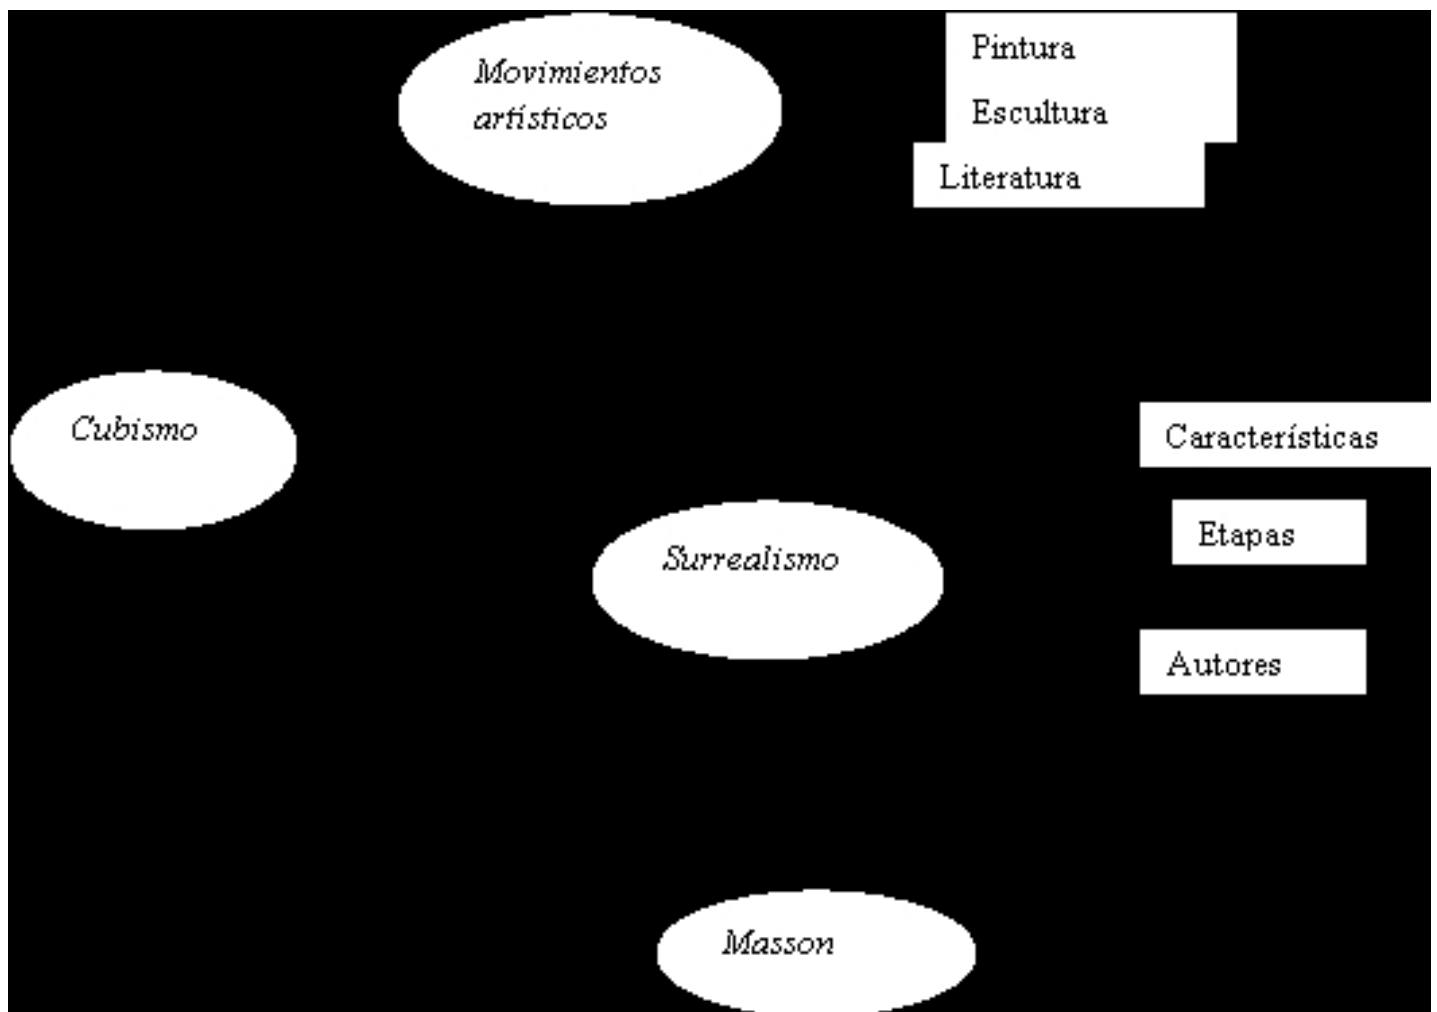 Movimientos
artísticos
Pintura
Escultura
Literatura
Cubismo
Características
Surrealismo
Etapas
Autores
Masson